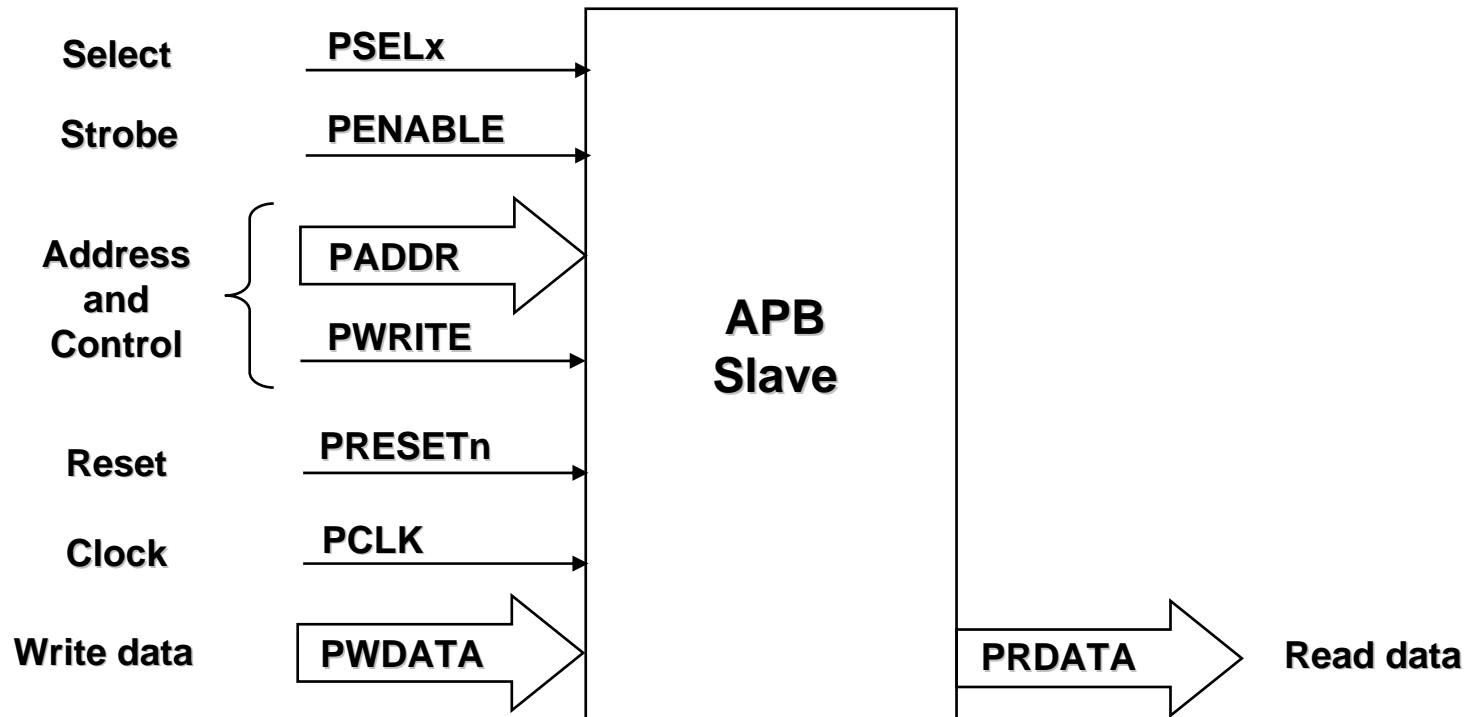 Select
PSELx
Strobe
PENABLE
Address
and
Control
PADDR
PWRITE
APB
Slave
Reset
PRESETn
Clock
PCLK
Write data
PWDATA
PRDATA
Read data